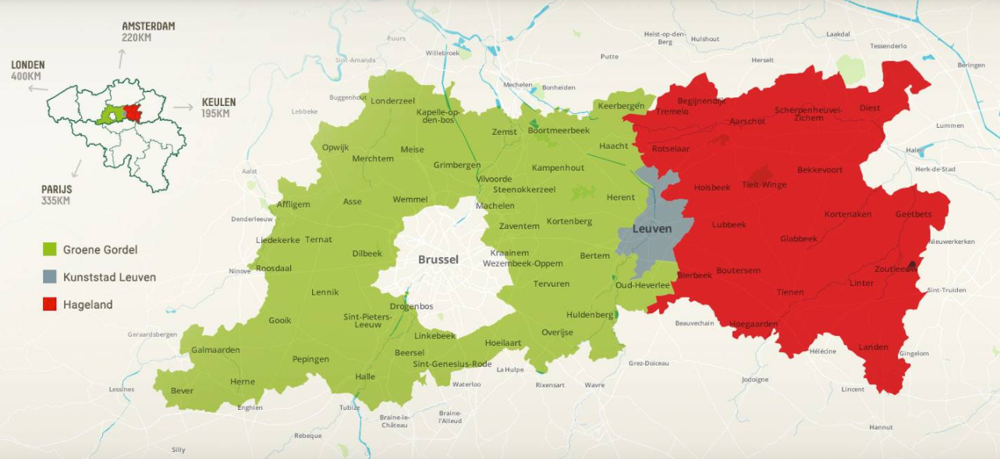 AMSTERDAM
220KM
LONDEN
400KM
KEULEN
195KM
PARIJS
335KM
Groene Gordel
Kunststad Leuven
Hageland
Puurs
Willebroek
Sint-Amands
Heist-op-den-
Berg
Hulshout
Laakdal
Tessenderlo
Putte
Herselt
Beringen
Mechelen
Bonheiden
Buggenhout
Lebbeke
Londerzeel
Kapelle-op-
den-bos
Keerbergen
Begijnendijk
Tremelo
Scherpenheuvel-
Zichem
Diest
Aarschot
Lummen
Zemst
Boortmeerbeek
Haacht
Rotselaar
Halen
Opwijk
Meise
Merchtem
Grimbergen
Kampenhout
Bekkevoort
Herk-de-Stad
Aalst
Vilvoorde
Steenokkerzeel
Holsbeek
Tielt-Winge
Affligem
Asse
Wemmel
Machelen
Herent
Kortenaken
Geetbets
Denderleeuw
Zaventem
Kortenberg
Leuven
Lubbeek
Liedekerke
Ternat
Glabbeek
Nieuwerkerken
Dilbeek
Brussel
Kraainem
Wezembeek-Oppem
Bertem
Ninove
Roosdaal
Bierbeek
Boutersem
Zoutleeuw
Lennik
Tervuren
Oud-Heverlee
Tienen
Linter
Sint-Truiden
Drogenbos
Gooik
Sint-Pieters-
Leeuw
Huldenberg
Beauvechain
Hoegaarden
Geraardsbergen
Linkebeek
Hoeilaart
Overijse
Galmaarden
Beersel
Landen
Hélécine
Gingelom
Pepingen
Sint-Genesius-Rode
La Hulpe
Grez-Doiceau
Halle
Herne
Bever
Lessines
Waterloo
Rixensart
Wavre
Jodoigne
Lincent
Enghien
Tubize
Braine-le-
Château
Braine-
l'Alleud
Hannut
Rebeque
Silly